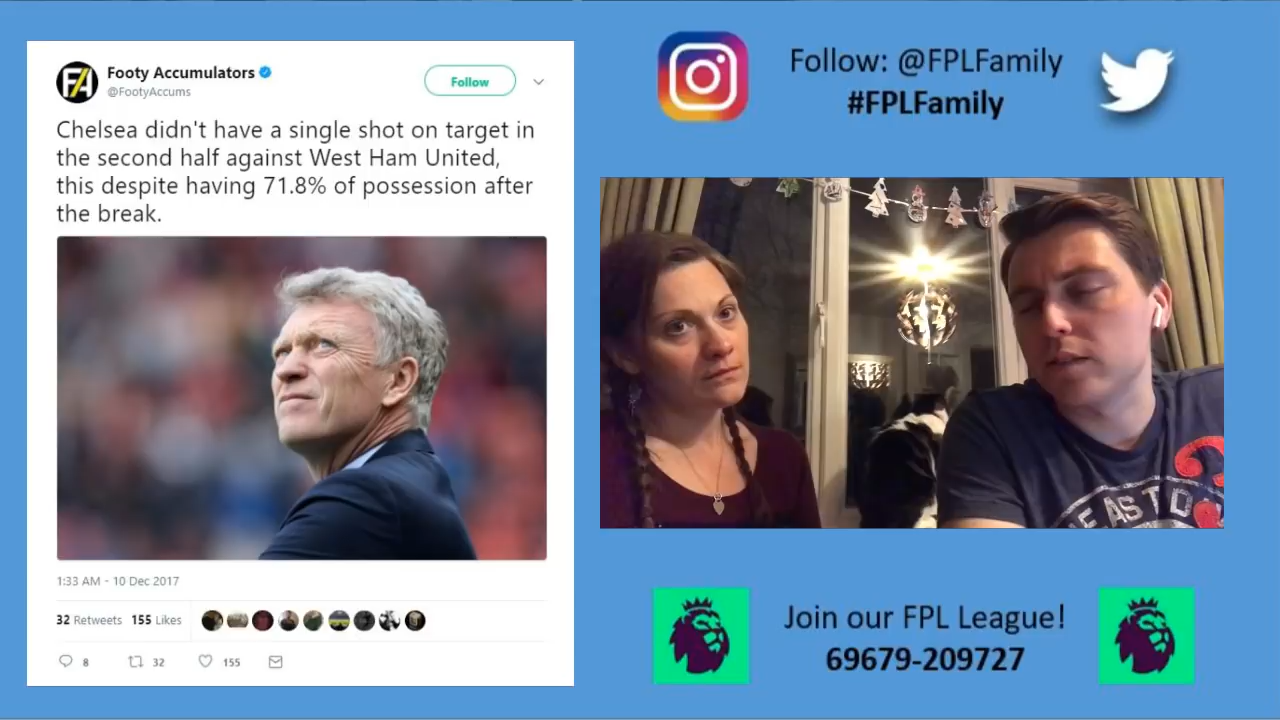 Footy Accumulators
@FootyAccums
Follow
Chelsea didn't have a single shot on target in
the second half against West Ham United,
this despite having 71.8% of possession after
the break.
1:33 AM - 10 Dec 2017
32 Retweets 155 Likes
8 32 155
Follow: @FPLFamily
#FPLFamily
EASTO
Join our FPL League!
69679-209727